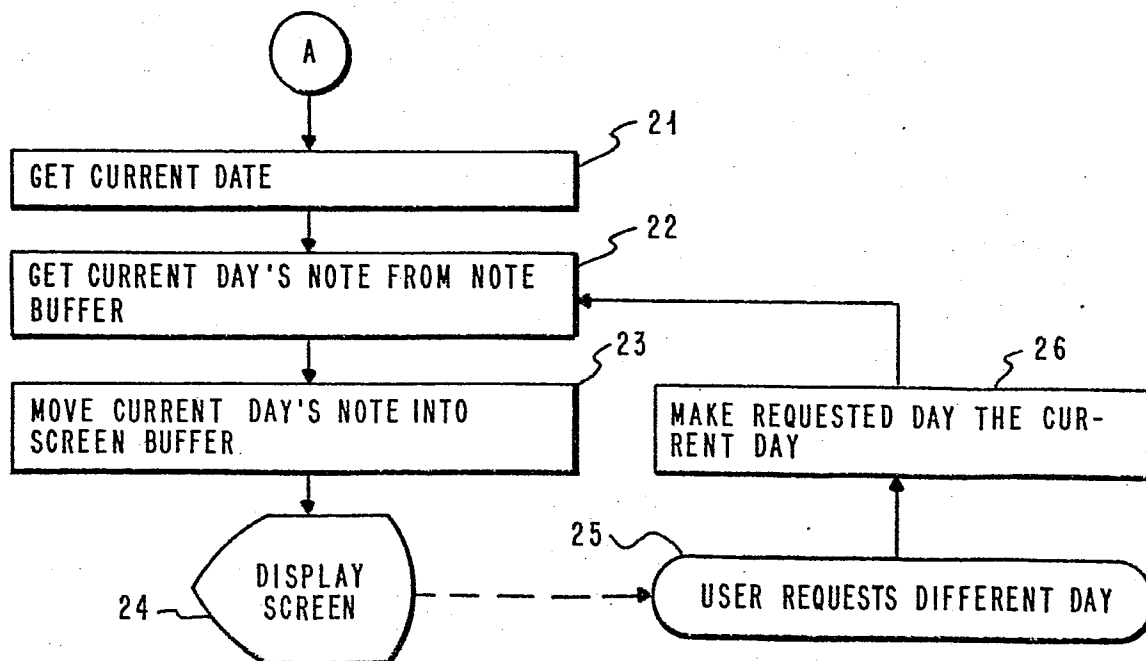 A
21
GET CURRENT DATE
22
GET CURRENT DAY'S NOTE FROM NOTE
BUFFER
23
MOVE CURRENT DAY'S NOTE INTO
SCREEN BUFFER
26
MAKE REQUESTED DAY THE CUR-
RENT DAY
24
DISPLAY
SCREEN
25
USER REQUESTS DIFFERENT DAY